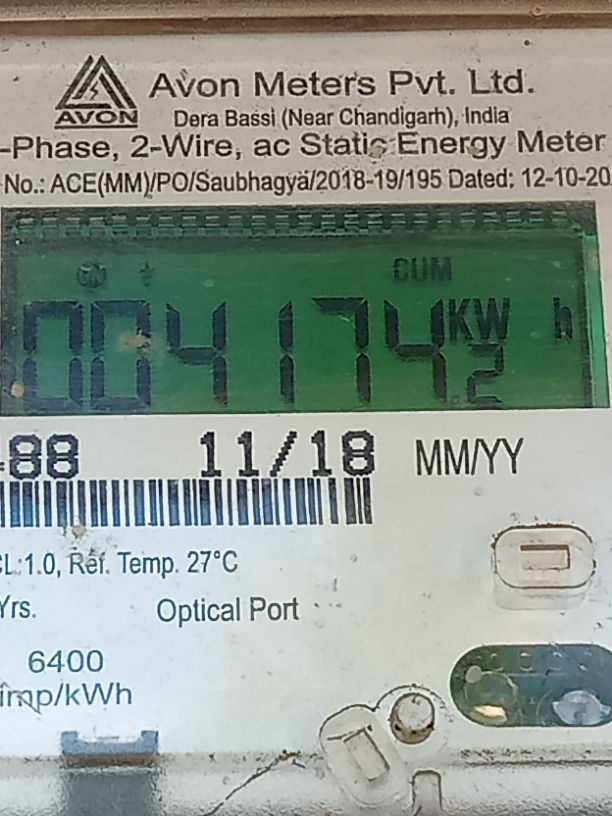 AVON
Avon Meters Pvt. Ltd.
Dera Bassi (Near Chandigarh), India
-Phase, 2-Wire, ac Static Energy Meter
No.: ACE(MM)/PO/Saubhagya/2018-19/195 Dated: 12-10-20
CUM
004174.2 KW h
88 11/18 MM/YY
CL:1.0, Ref. Temp. 27°C
Yrs. Optical Port
6400
imp/kWh